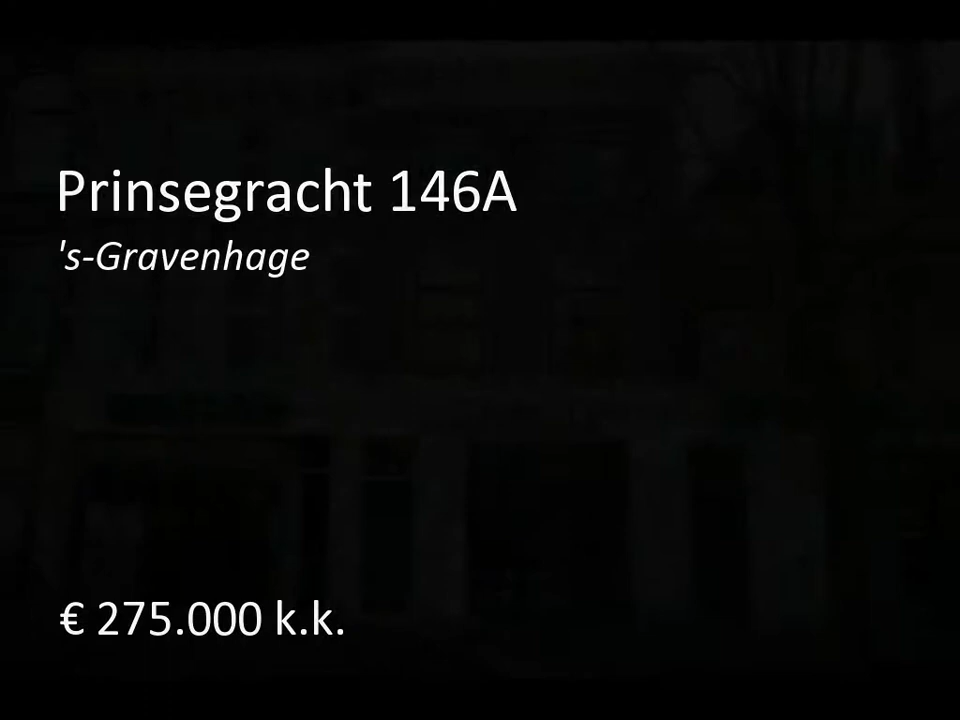 Prinsegracht 146A
's-Gravenhage
€ 275.000 k.k.